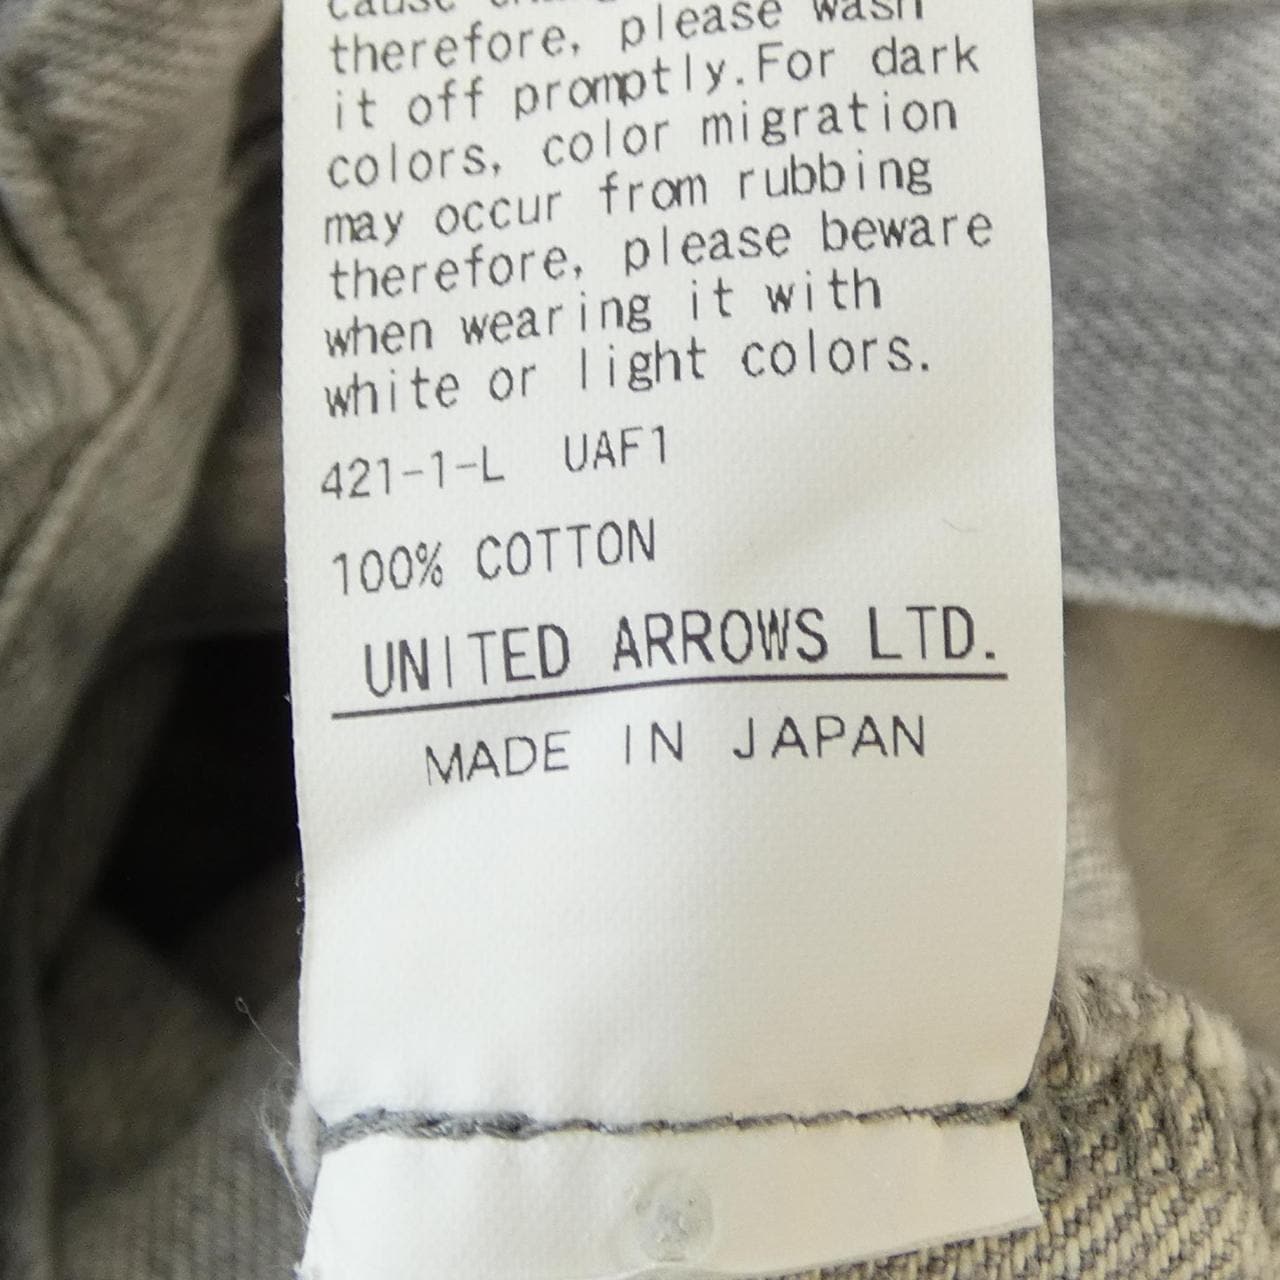 cause
therefore, please wash
it off promptly.For dark
colors, color migration
may occur from rubbing
therefore, please beware
when wearing it with
white or light colors.
421-1-L UAF1
100% COTTON
UNITED ARROWS LTD.
MADE IN JAPAN